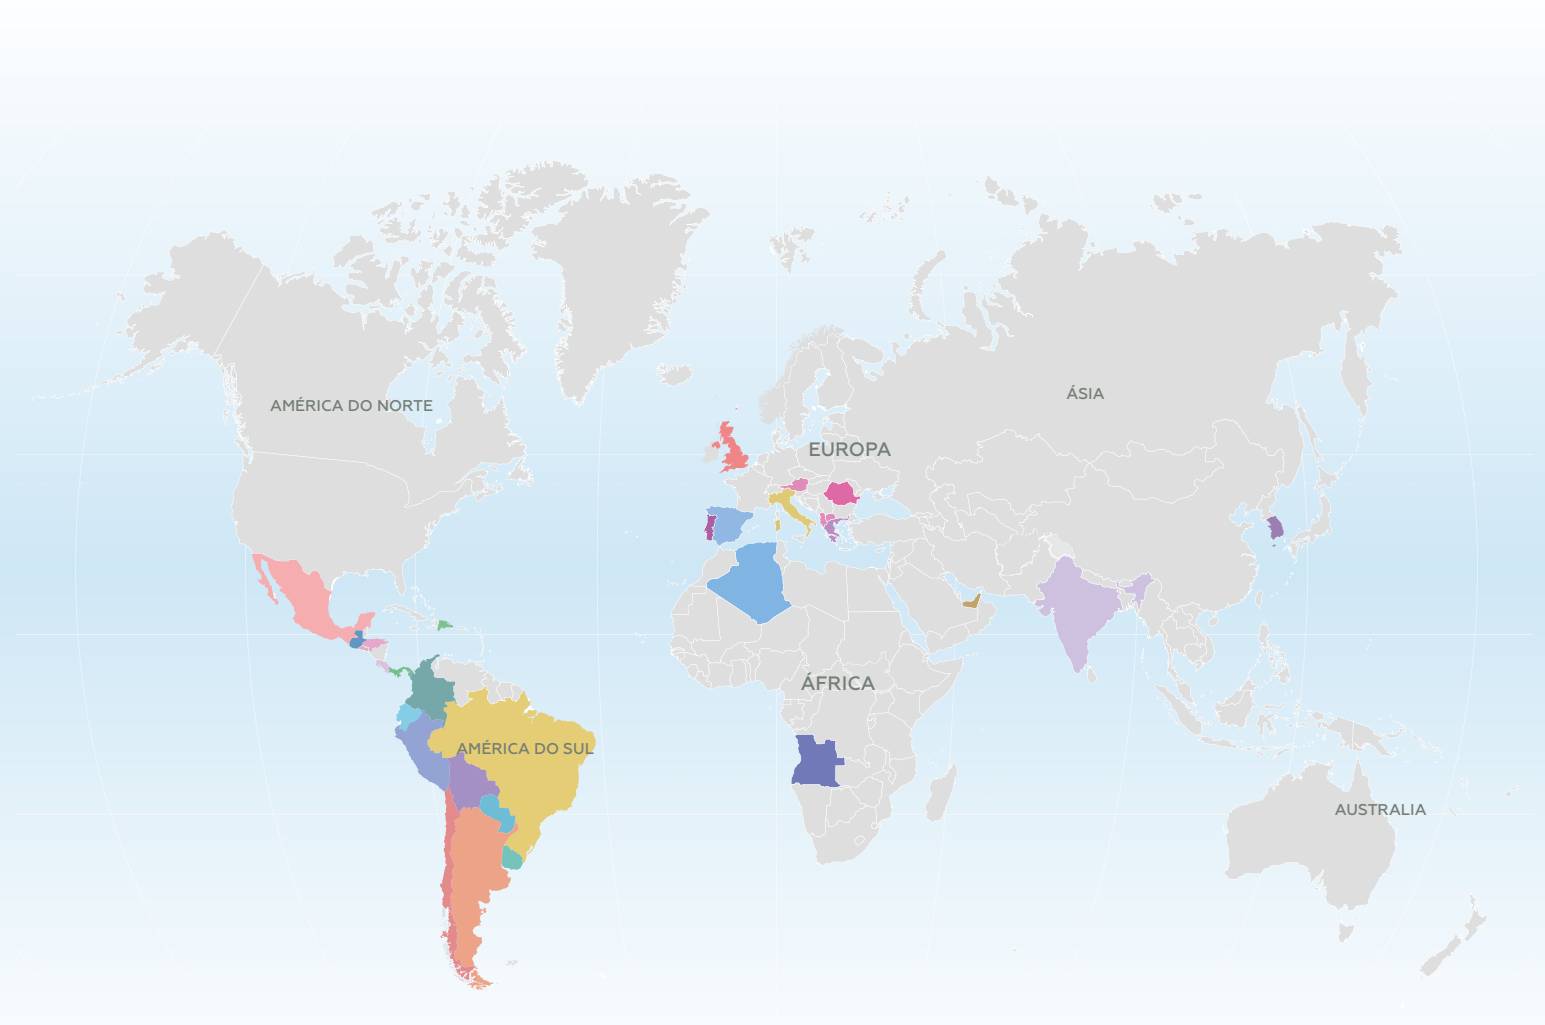 ÁSIA
AMÉRICA DO NORTE
EUROPA
ÁFRICA
AMÉRICA DO SUL
AUSTRALIA